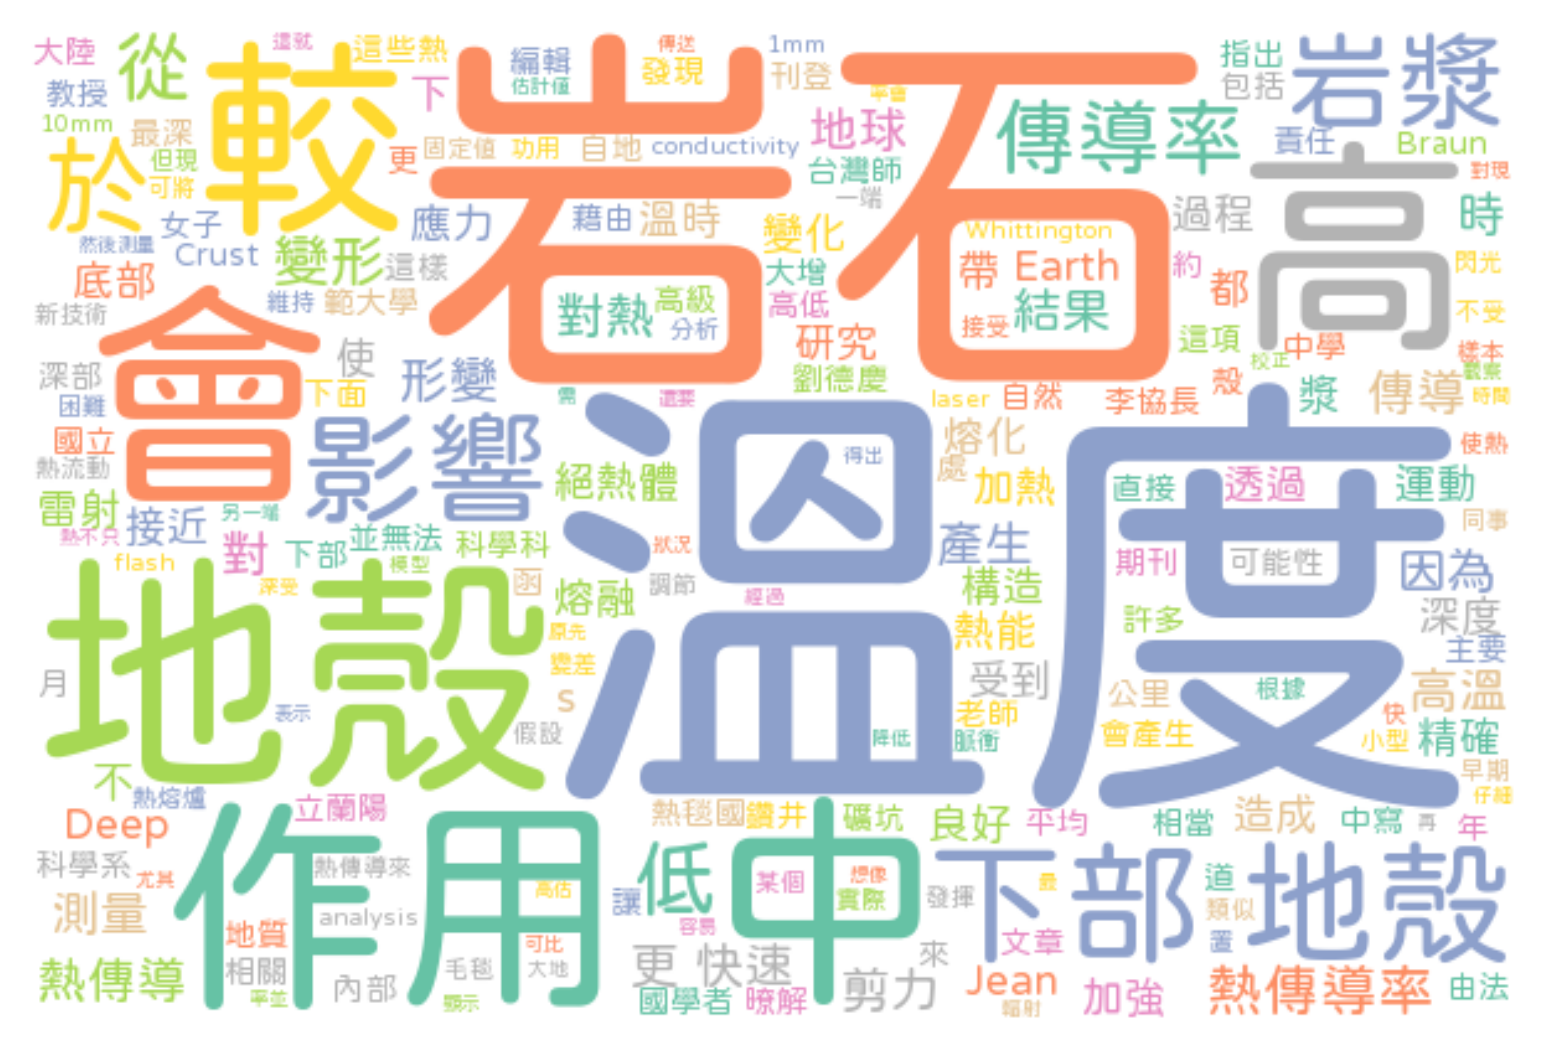 大陸
從
較
這就
這些熱
編輯
傳送
1mm
刊登
指出
岩漿
教授
下
岩石
估計值
發現
包括
10mm
最深
地球
傳導率
責任
Braun
於
但現
可將
更
固定值
功用
自地
conductivity
台灣師
高
對現
女子
應力
藉由
溫時
一端
過程
時
然後測量
Crust
變形
這樣
變化
Whittington
底部
大增
帶
Earth
約
都
閃光
新技術
維持
範大學
對熱
高級
分析
高低
接受
結果
不受
會
使
研究
這項
中學
樣本
深部
形變
劉德慶
校正
觀察
困難
下面
需
還要
laser
自然
李協長
殼
漿
傳導
時間
國立
影響
溫度
熔化
使熱
熱流動
絕熱體
得出
處
加熱
直接
透過
運動
雷射
接近
另一端
同事
熱不只
對
下部
並無法
科學科
狀況
產生
flash
模型
期刊
可能性
因為
地殼
深受
函
熔融
調節
經過
構造
許多
深度
原先
熱能
主要
月
變差
受到
公里
根據
高溫
表示
s
假設
降低
老師
脈衝
會產生
快
小型
精確
不
熱熔爐
早期
仔細
Deep
立蘭陽
作用
熱毯國
鑽井
中
礦坑
良好
平均
相當
造成
中寫
再
年
科學系
尤其
熱傳導來
高估
讓
低
某個
想像
實際
發揮
下部地殼
最
道
類似
測量
地質
analysis
容易
文章
置
熱傳導
相關
內部
毛毯
可比
大地
更
快速
來
剪力
Jean
加強
熱傳導率
由法
顯示
國學者
暸解
輻射